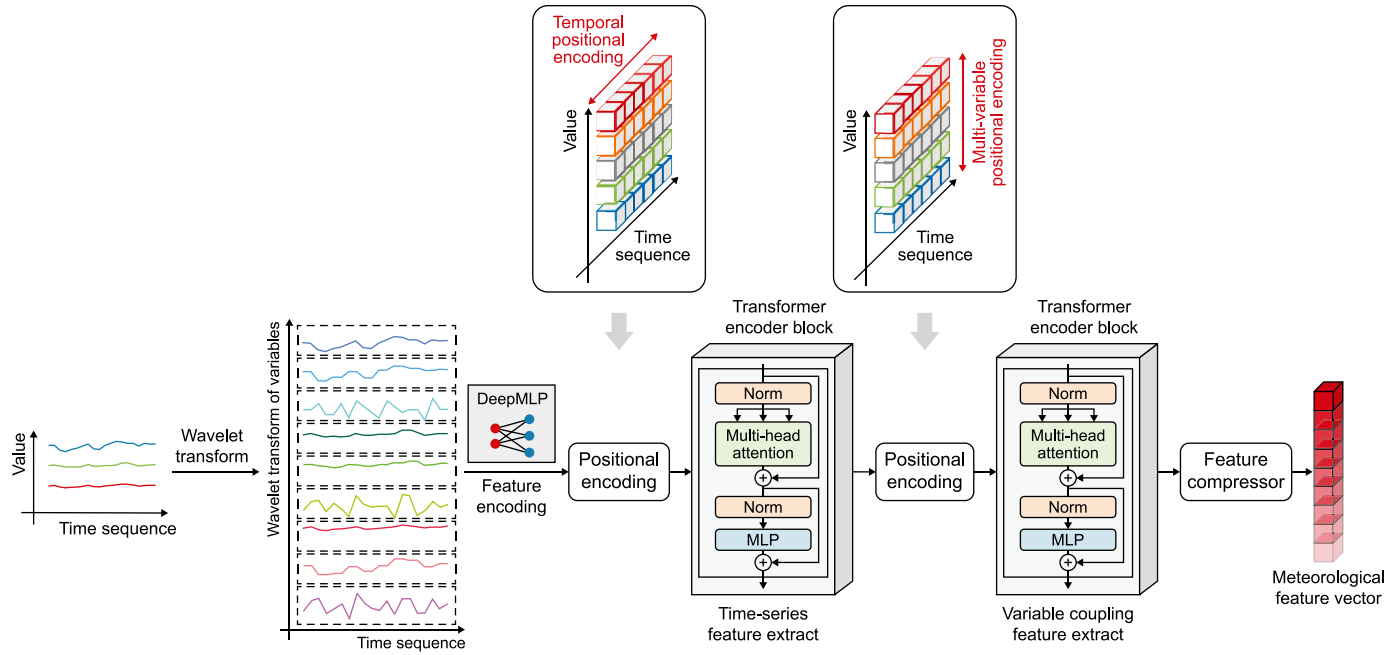 Temporal
positional
encoding
Value
Time
sequence
Value
Multi-variable
positional encoding
Time
sequence
Value
Time sequence
Wavelet
transform
Wavelet transform of variables
Time sequence
DeepMLP
Feature
encoding
Positional
encoding
Transformer
encoder block
Norm
Multi-head
attention
+
Norm
MLP
+
Time-series
feature extract
Positional
encoding
Transformer
encoder block
Norm
Multi-head
attention
+
Norm
MLP
+
Variable coupling
feature extract
Feature
compressor
Meteorological
feature vector